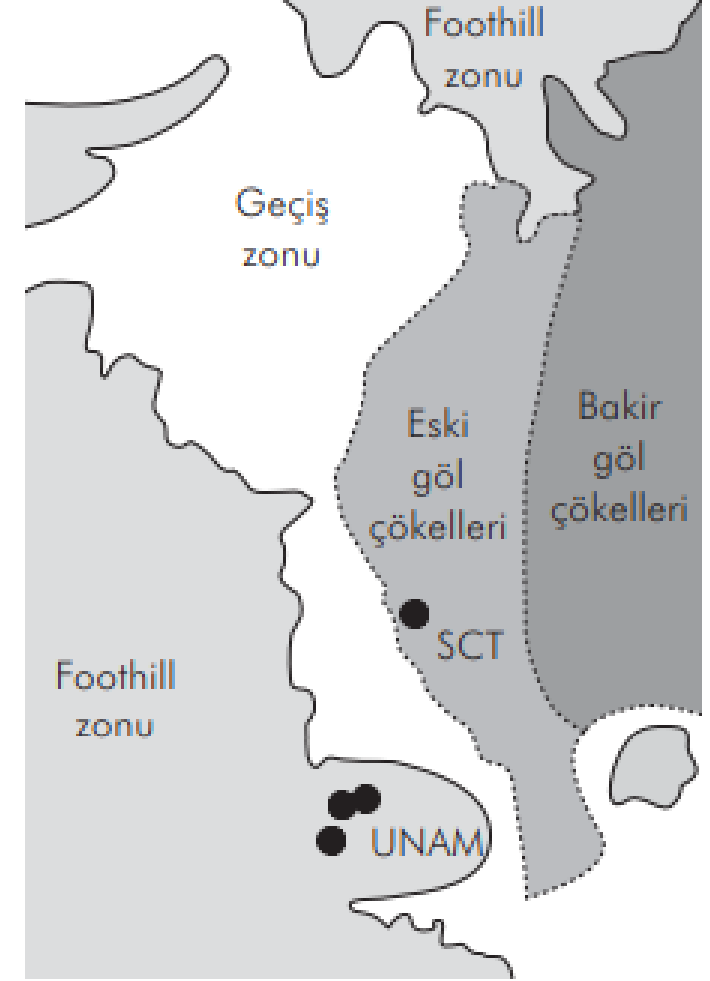 Foothill
zonu
Geçiş
zonu
Eski
göl
çökelleri
Bakir
göl
çökelleri
SCT
Foothill
zonu
UNAM